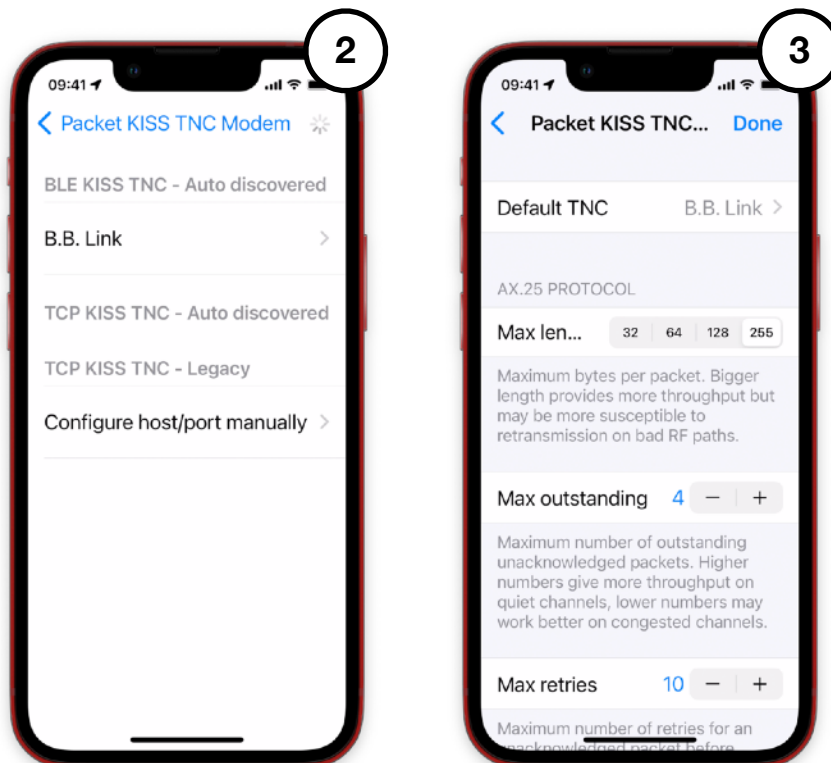 2
09:41
Packet KISS TNC Modem
BLE KISS TNC - Auto discovered
B.B. Link
TCP KISS TNC - Auto discovered
TCP KISS TNC - Legacy
Configure host/port manually
3
09:41
Packet KISS TNC... Done
Default TNC B.B. Link
AX.25 PROTOCOL
Max len... 32 64 128 255
Maximum bytes per packet. Bigger
length provides more throughput but
may be more susceptible to
retransmission on bad RF paths.
Max outstanding 4 − +
Maximum number of outstanding
unacknowledged packets. Higher
numbers give more throughput on
quiet channels, lower numbers may
work better on congested channels.
Max retries 10 − +
Maximum number of retries for an
unacknowledged packet before